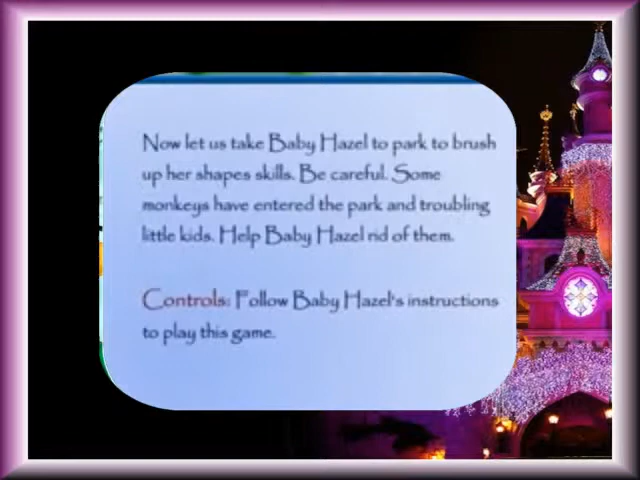 Now let us take Baby Hazel to park to brush
up her shapes skills. Be careful. Some
monkeys have entered the park and troubling
little kids. Help Baby Hazel rid of them.
Controls: Follow Baby Hazel's instructions
to play this game.